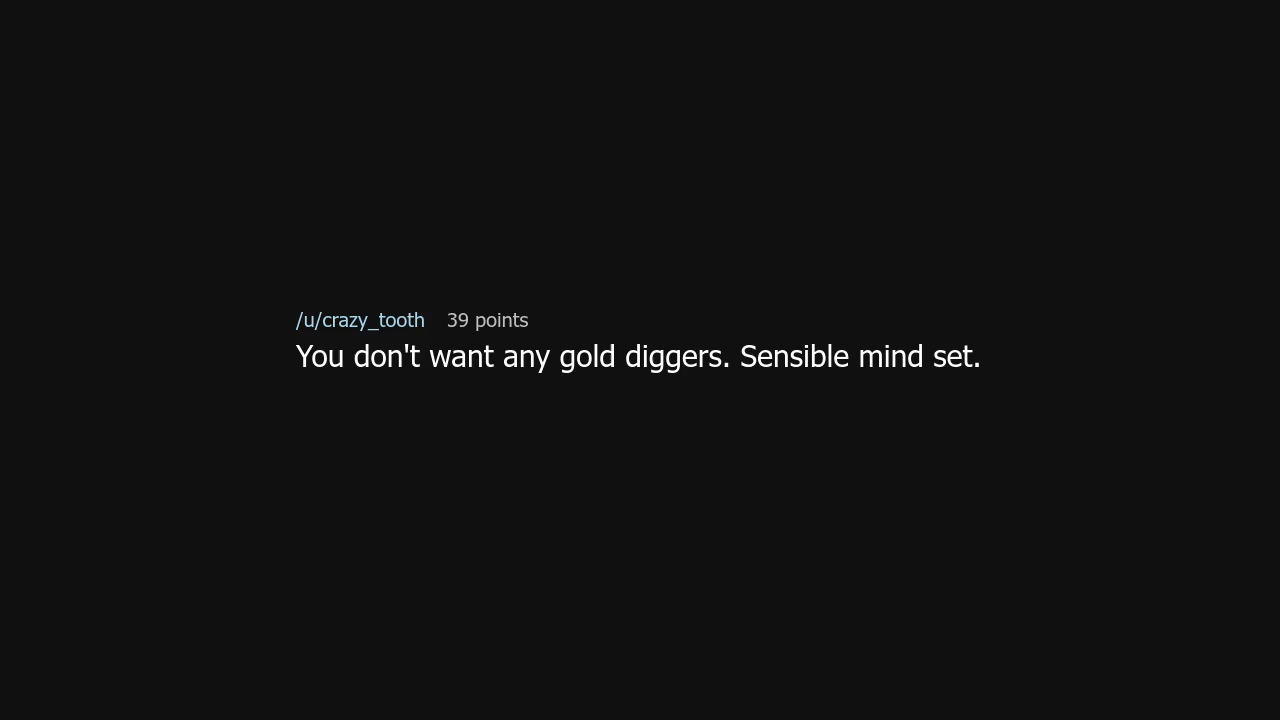 /u/crazy_tooth 39 points
You don't want any gold diggers. Sensible mind set.